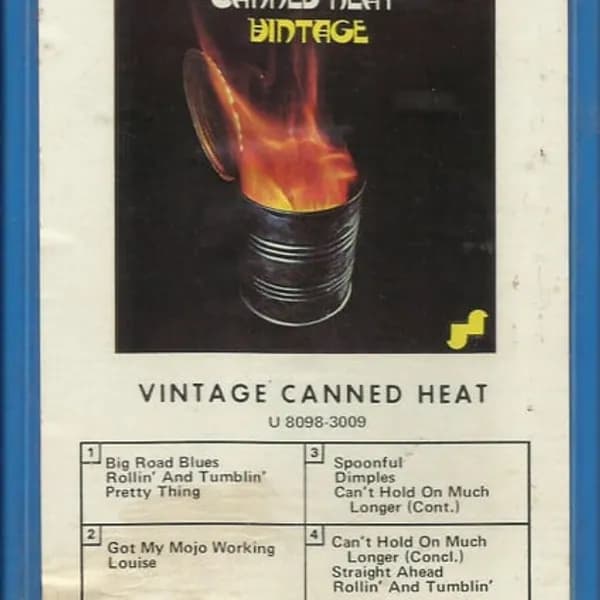 CANNED HEAT
VINTAGE
VINTAGE CANNED HEAT
U 8098-3009
1
Big Road Blues
Rollin' And Tumblin'
Pretty Thing
2
Got My Mojo Working
Louise
3
Spoonful
Dimples
Can't Hold On Much
Longer (Cont.)
4
Can't Hold On Much
Longer (Concl.)
Straight Ahead
Rollin' And Tumblin'